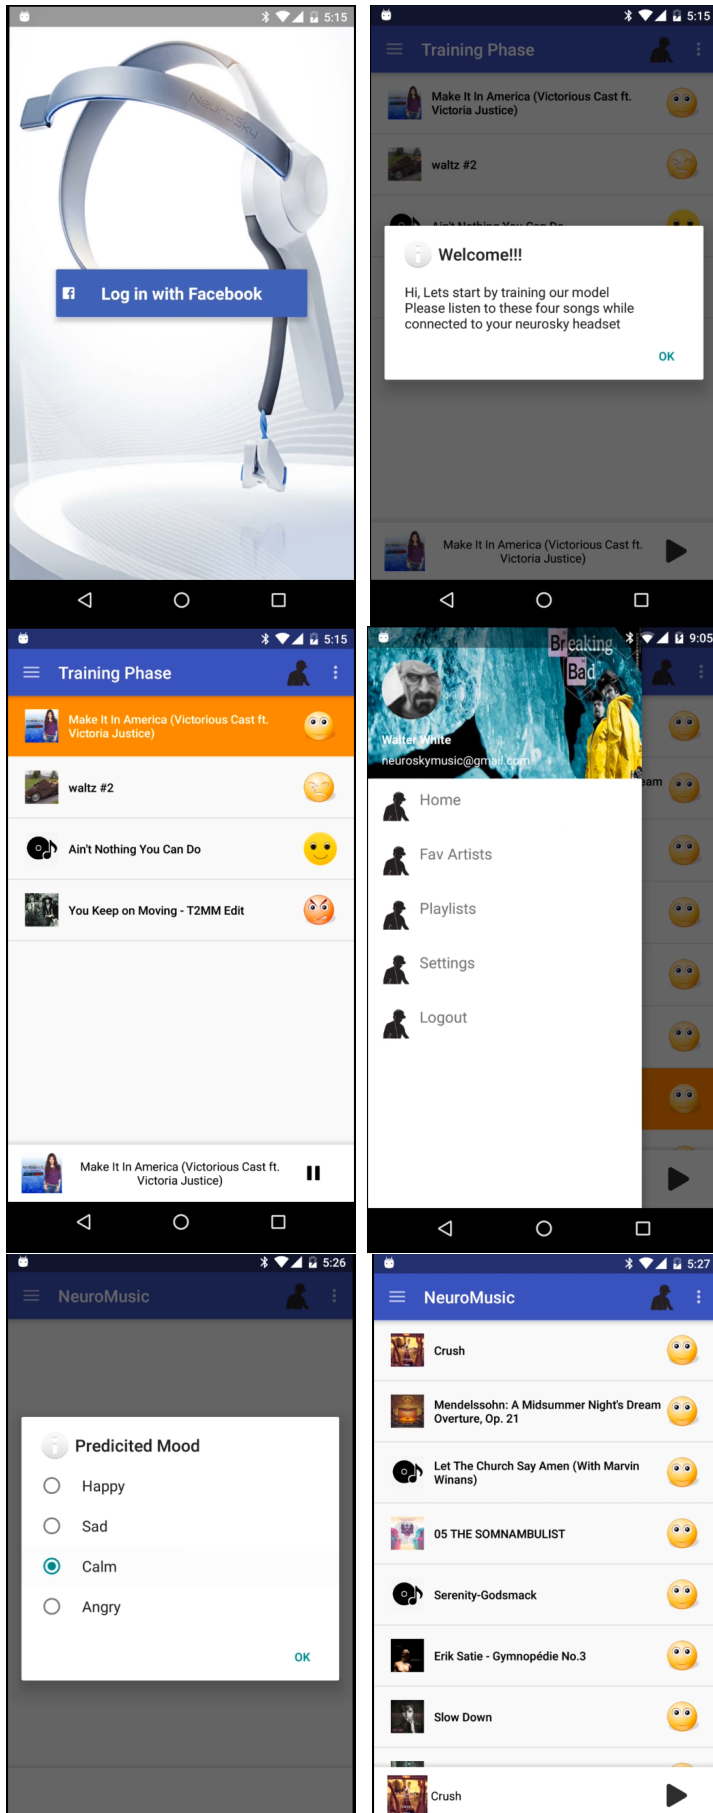 5:15
NeuroSky
Log in with Facebook
5:15
Training Phase
Make It In America (Victorious Cast ft.
Victoria Justice)
waltz #2
Ain't Nothing You Can Do
Welcome!!!
Hi, Lets start by training our model
Please listen to these four songs while
connected to your neurosky headset
OK
Make It In America (Victorious Cast ft.
Victoria Justice)
5:15
Training Phase
Make It In America (Victorious Cast ft.
Victoria Justice)
waltz #2
Ain't Nothing You Can Do
You Keep on Moving - T2MM Edit
Make It In America (Victorious Cast ft.
Victoria Justice)
9:05
Breaking
Bad
Walter White
neuroskymusic@gmail.com
eam
Home
Fav Artists
Playlists
Settings
Logout
5:26
NeuroMusic
Predicited Mood
Happy
Sad
Calm
Angry
OK
5:27
NeuroMusic
Crush
Mendelssohn: A Midsummer Night's Dream
Overture, Op. 21
Let The Church Say Amen (With Marvin
Winans)
05 THE SOMNAMBULIST
Serenity-Godsmack
Erik Satie - Gymnopédie No.3
Slow Down
Crush